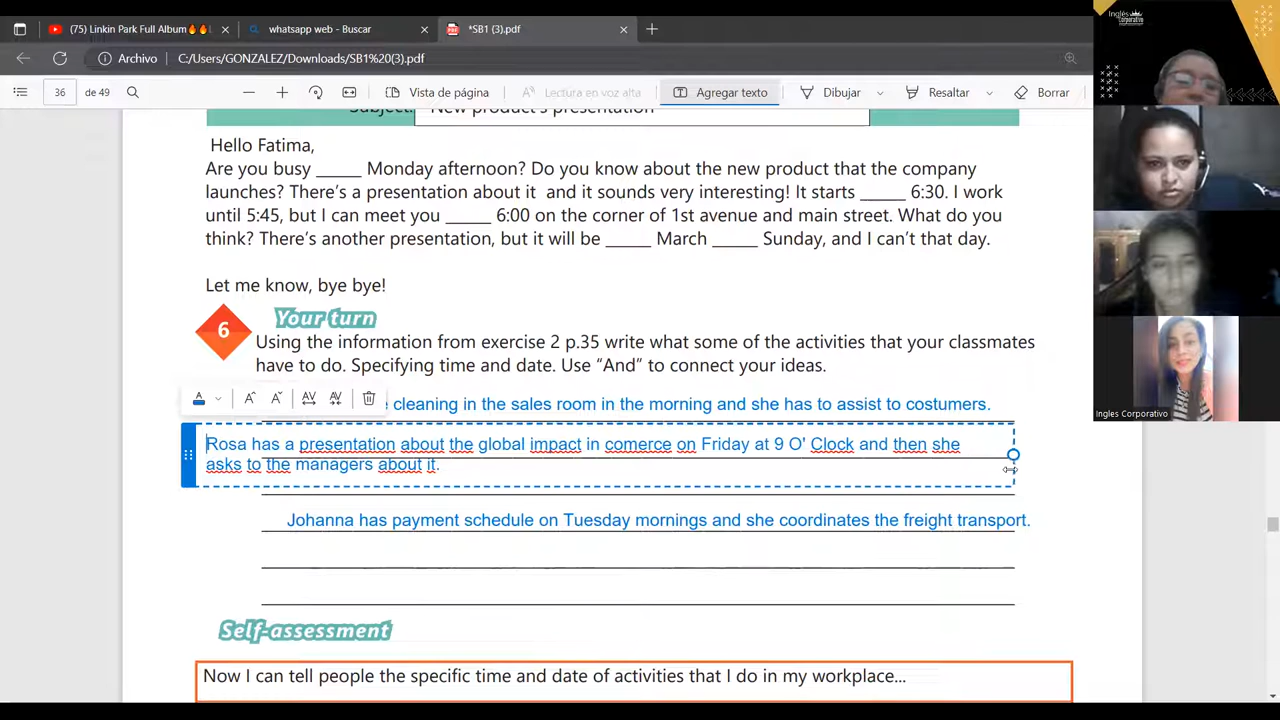 (75) Linkin Park Full Album🔥🔥
whatsapp web - Buscar
*SB1 (3).pdf
Archivo
C:/Users/GONZALEZ/Downloads/SB1%20(3).pdf
36
de 49
Vista de página
Lectura en voz alta
Agregar texto
Dibujar
Resaltar
Borrar
Subject:
New product's presentation
Hello Fatima,
Are you busy _____ Monday afternoon? Do you know about the new product that the company
launches? There's a presentation about it and it sounds very interesting! It starts _____ 6:30. I work
until 5:45, but I can meet you _____ 6:00 on the corner of 1st avenue and main street. What do you
think? There's another presentation, but it will be _____ March _____ Sunday, and I can't that day.
Let me know, bye bye!
6
Your turn
Using the information from exercise 2 p.35 write what some of the activities that your classmates
have to do. Specifying time and date. Use "And" to connect your ideas.
cleaning in the sales room in the morning and she has to assist to costumers.
Rosa has a presentation about the global impact in comerce on Friday at 9 O' Clock and then she
asks to the managers about it.
Johanna has payment schedule on Tuesday mornings and she coordinates the freight transport.
Self-assessment
Now I can tell people the specific time and date of activities that I do in my workplace...
Inglés
Corporativo
Ingles Corporativo